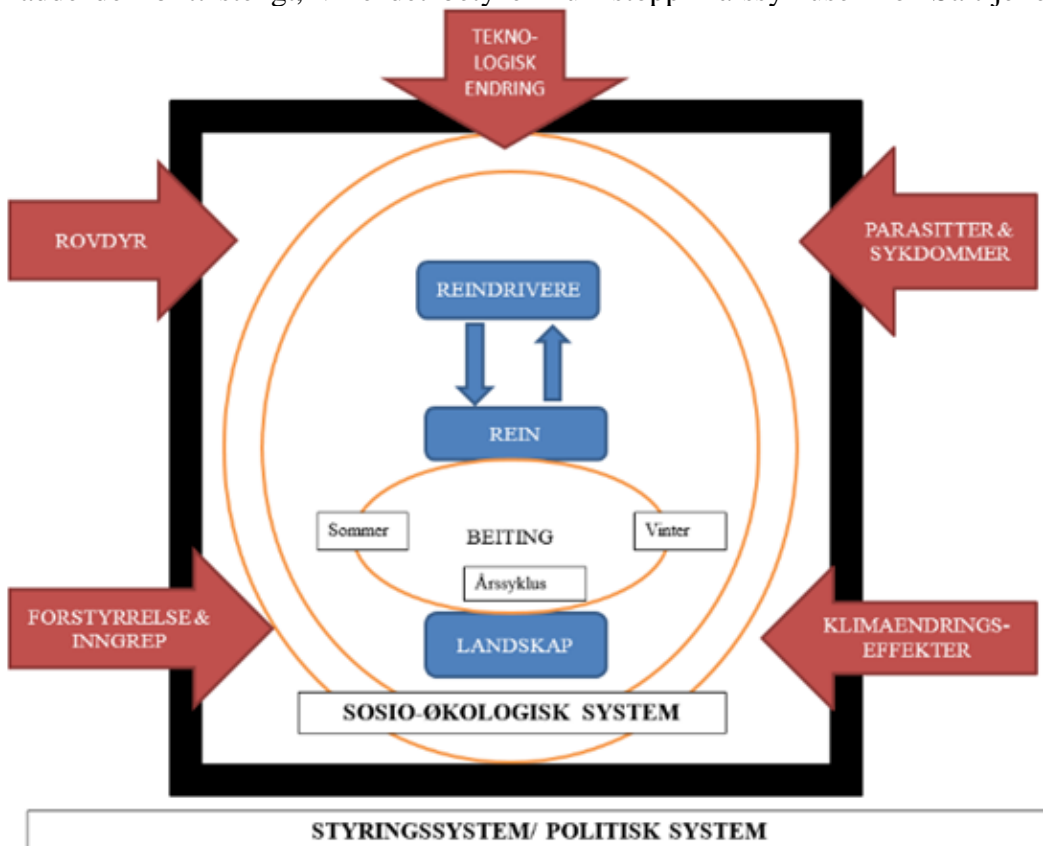 TEKNO-
LOGISK
ENDRING
ROVDYR
PARASITTER &
SYKDOMMER
REINDRIVERE
REIN
Sommer
BEITING
Vinter
Årssyklus
FORSTYRRELSE &
INNGREP
LANDSKAP
KLIMAENDRINGS-
EFFEKTER
SOSIO-ØKOLOGISK SYSTEM
STYRINGSSYSTEM/ POLITISK SYSTEM